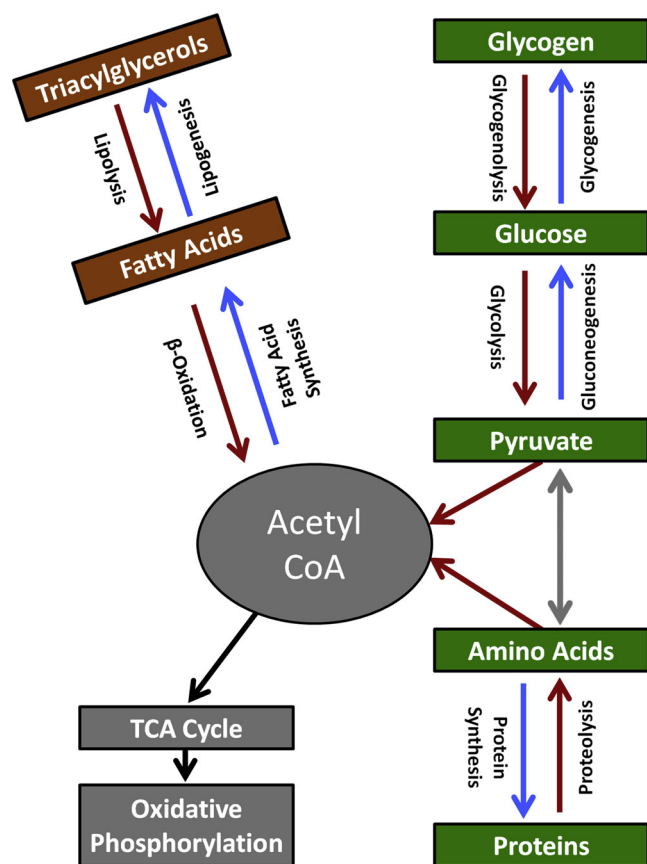 Triacylglycerols
Lipolysis
Lipogenesis
Fatty Acids
β-Oxidation
Fatty Acid
Synthesis
Acetyl
CoA
TCA Cycle
Oxidative
Phosphorylation
Glycogen
Glycogenolysis
Glycogenesis
Glucose
Glycolysis
Gluconeogenesis
Pyruvate
Amino Acids
Protein
Synthesis
Proteolysis
Proteins